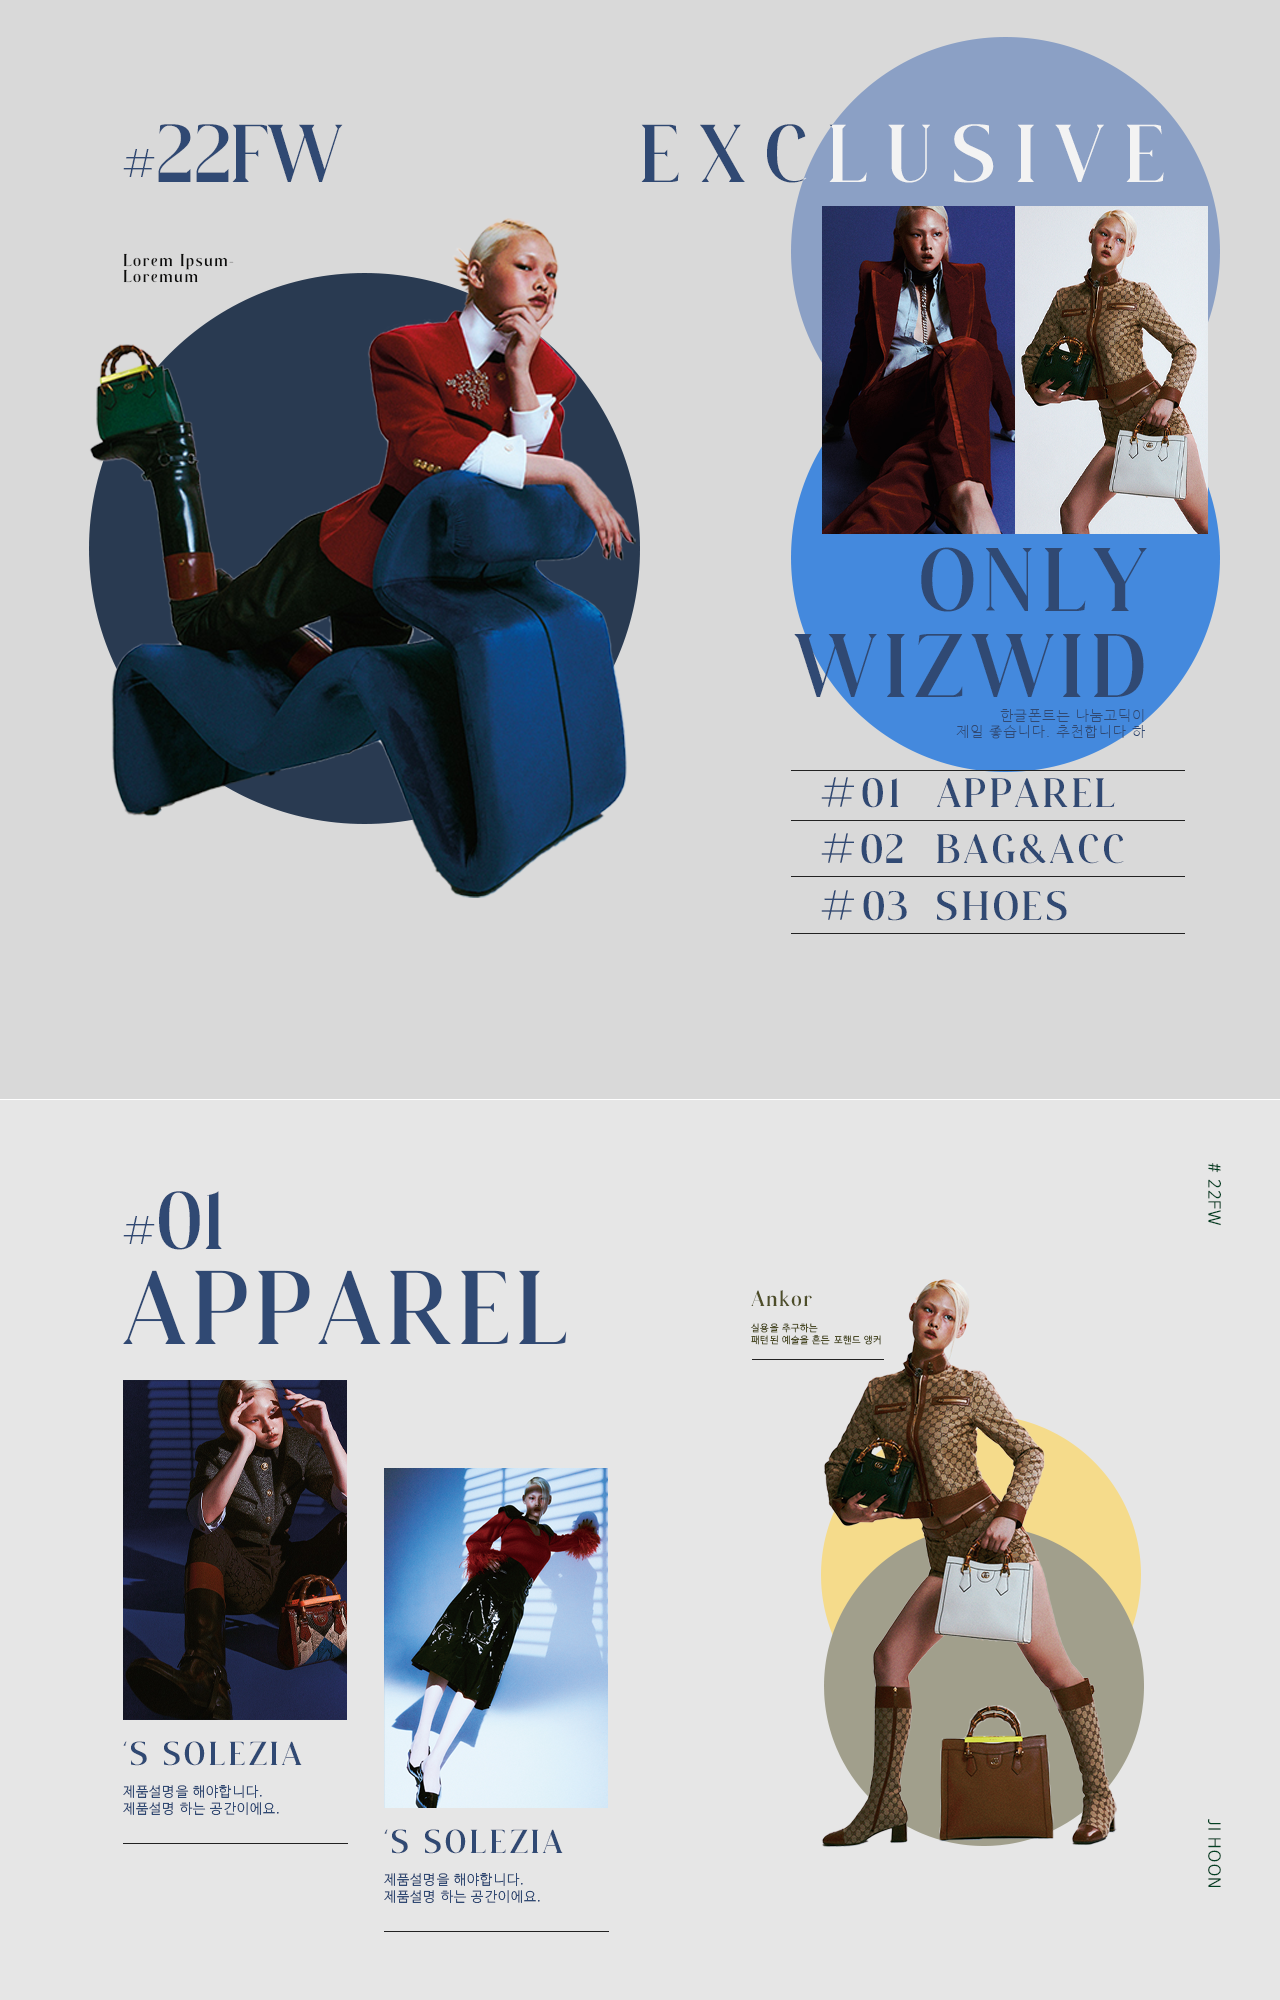 #22FW
EXCLUSIVE
Lorem Ipsum-
Loremum
ONLY
WIZWID
한글폰트는 나눔고딕이
제일 좋습니다. 추천합니다 하
#01 APPAREL
#02 BAG&ACC
#03 SHOES
# 22FW
#01
APPAREL
Ankor
실용을 추구하는
패턴된 예술을 흔든 포핸드 앵커
‘S SOLEZIA
제품설명을 해야합니다.
제품설명 하는 공간이에요.
‘S SOLEZIA
제품설명을 해야합니다.
제품설명 하는 공간이에요.
JI HOON